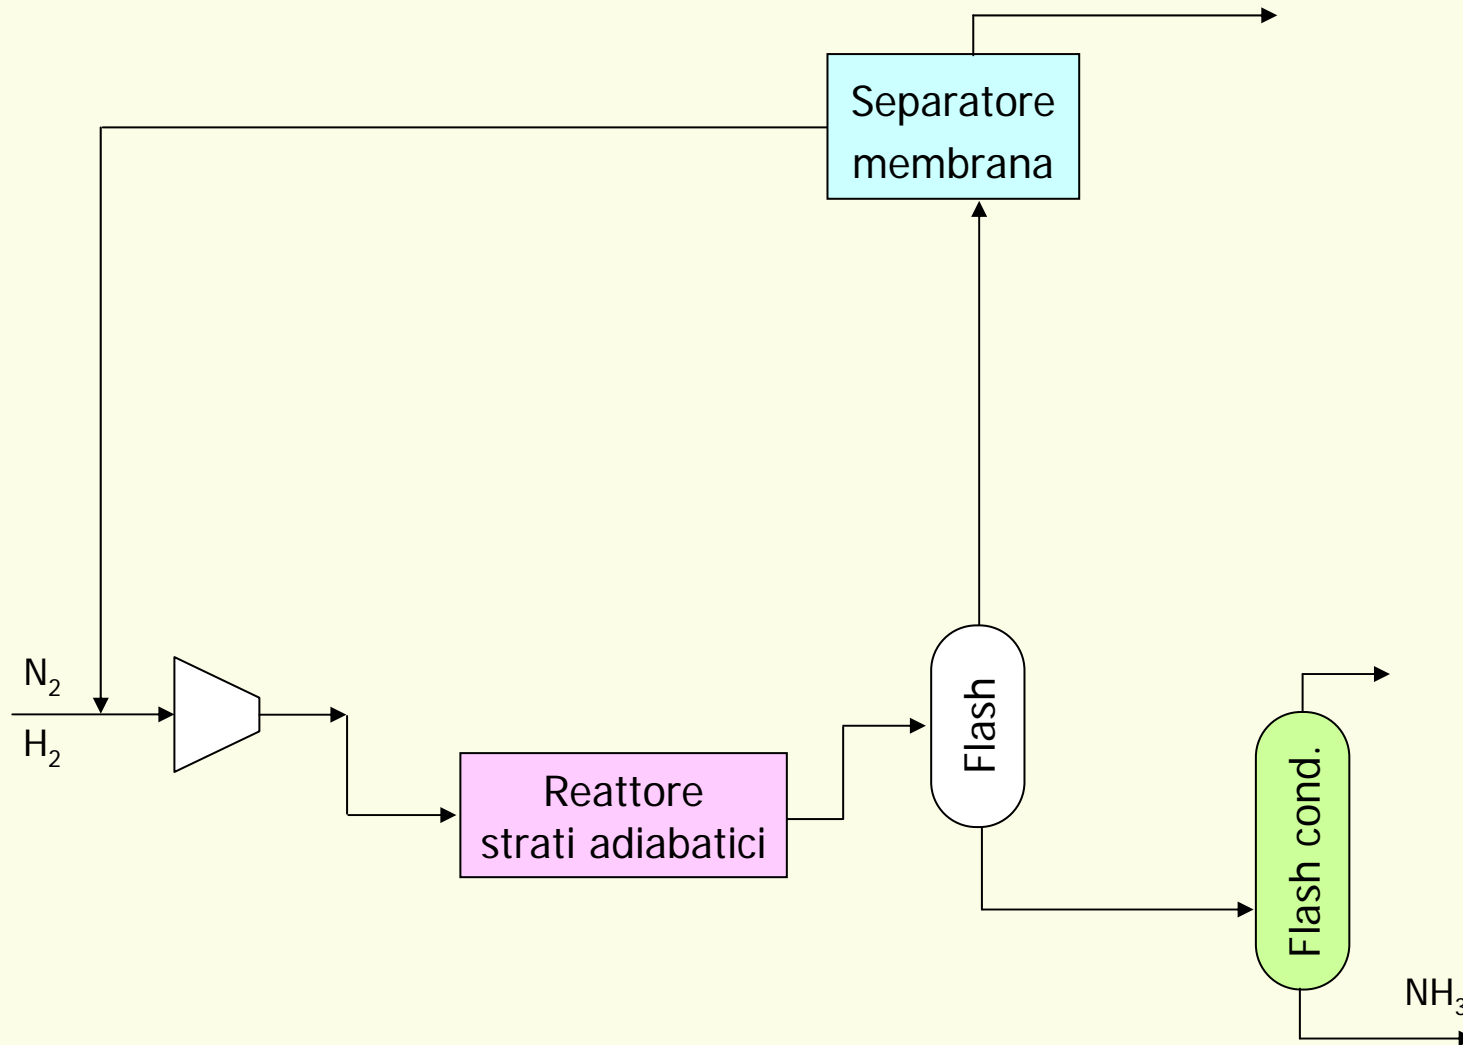 Separatore
membrana
N₂
H₂
Reattore
strati adiabatici
Flash
Flash cond.
NH₃